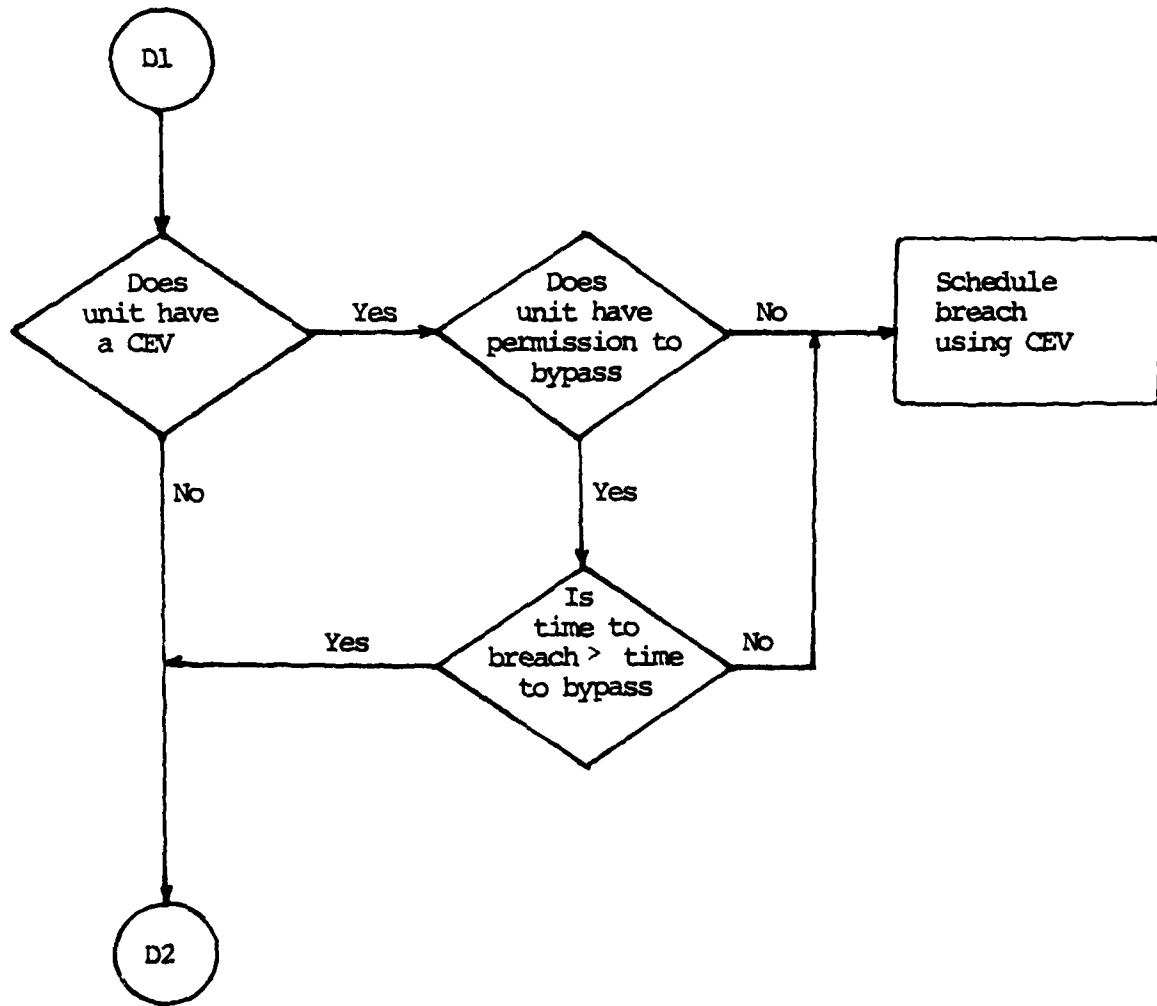 D1
Does
unit have
a CEV
Yes
Does
unit have
permission to
bypass
No
Schedule
breach
using CEV
No
Yes
Is
time to
breach > time
to bypass
Yes
No
D2